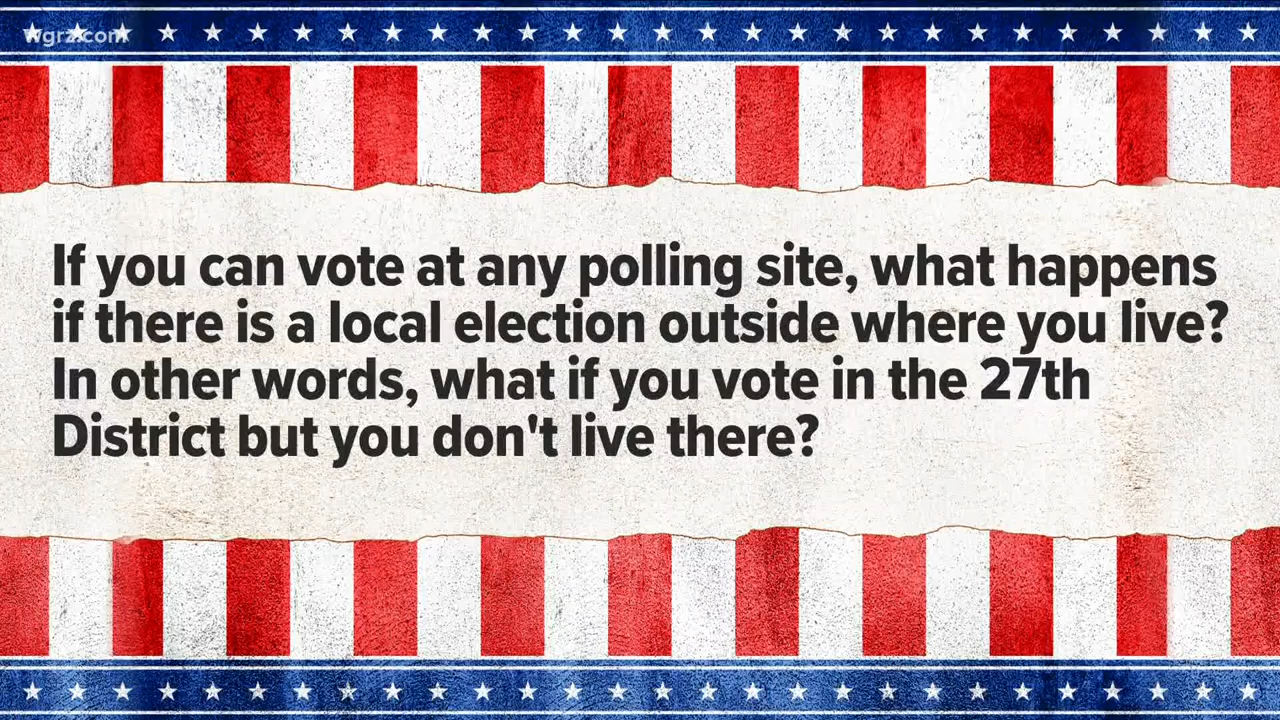 wgrz.com
If you can vote at any polling site, what happens
if there is a local election outside where you live?
In other words, what if you vote in the 27th
District but you don't live there?